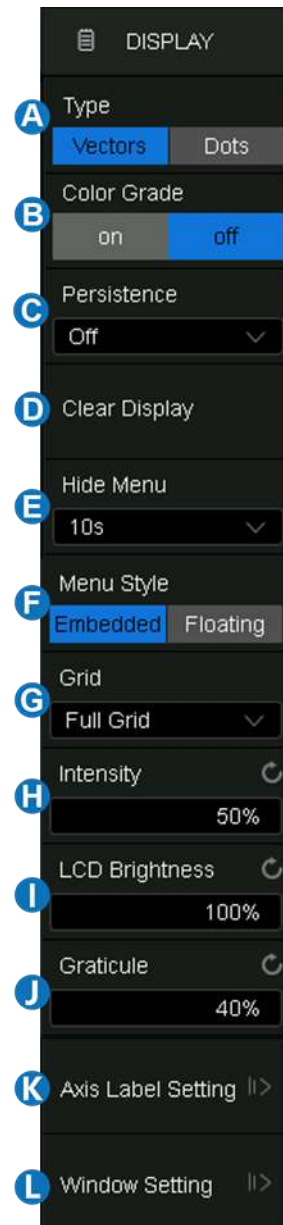 DISPLAY
A
Type
Vectors Dots
B
Color Grade
on off
C
Persistence
Off
D
Clear Display
E
Hide Menu
10s
F
Menu Style
Embedded Floating
G
Grid
Full Grid
H
Intensity
50%
I
LCD Brightness
100%
J
Graticule
40%
K
Axis Label Setting
L
Window Setting